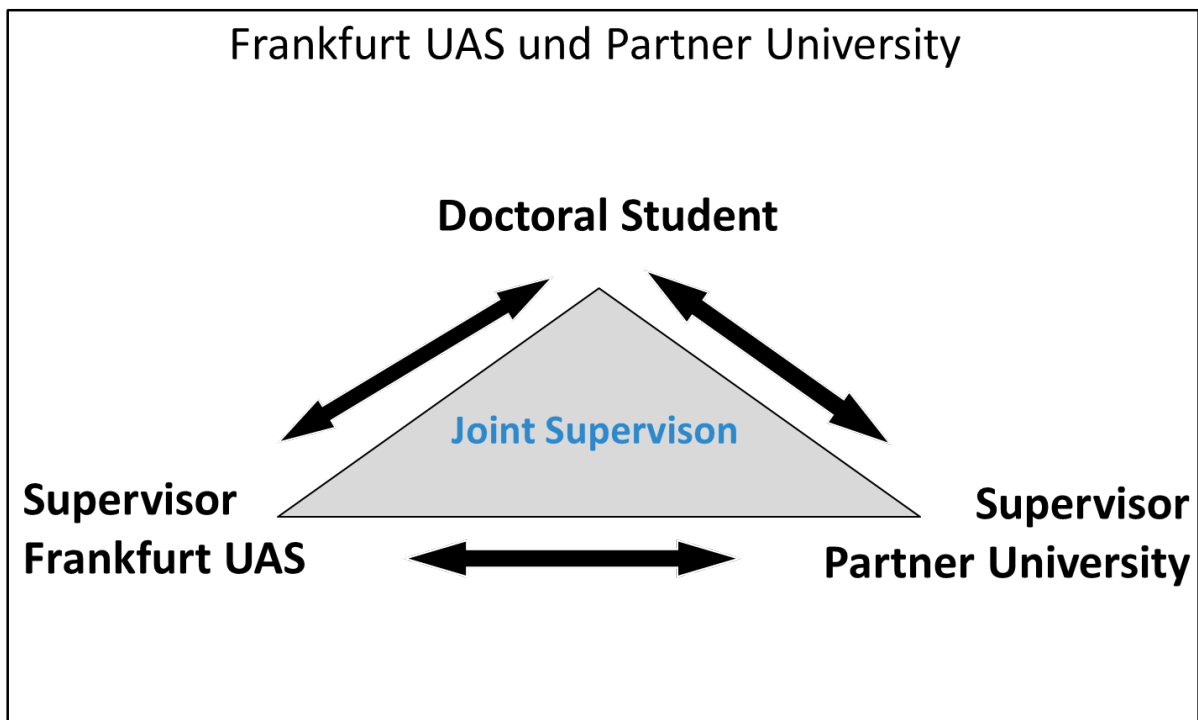 Frankfurt UAS und Partner University
Doctoral Student
Joint Supervison
Supervisor
Frankfurt UAS
Supervisor
Partner University